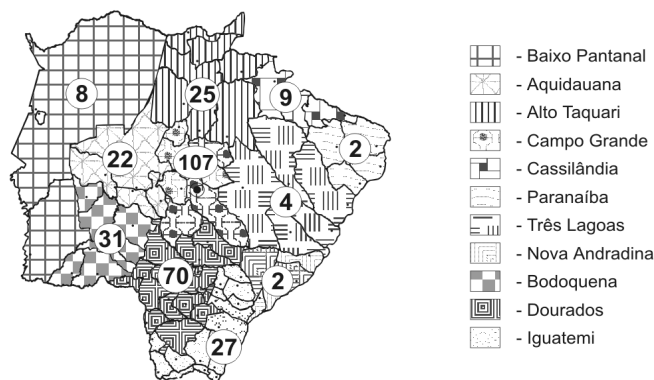 8
25
9
22
107
2
4
31
70
2
27
- Baixo Pantanal
- Aquidauana
- Alto Taquari
- Campo Grande
- Cassilândia
- Paranaíba
- Três Lagoas
- Nova Andradina
- Bodoquena
- Dourados
- Iguatemi